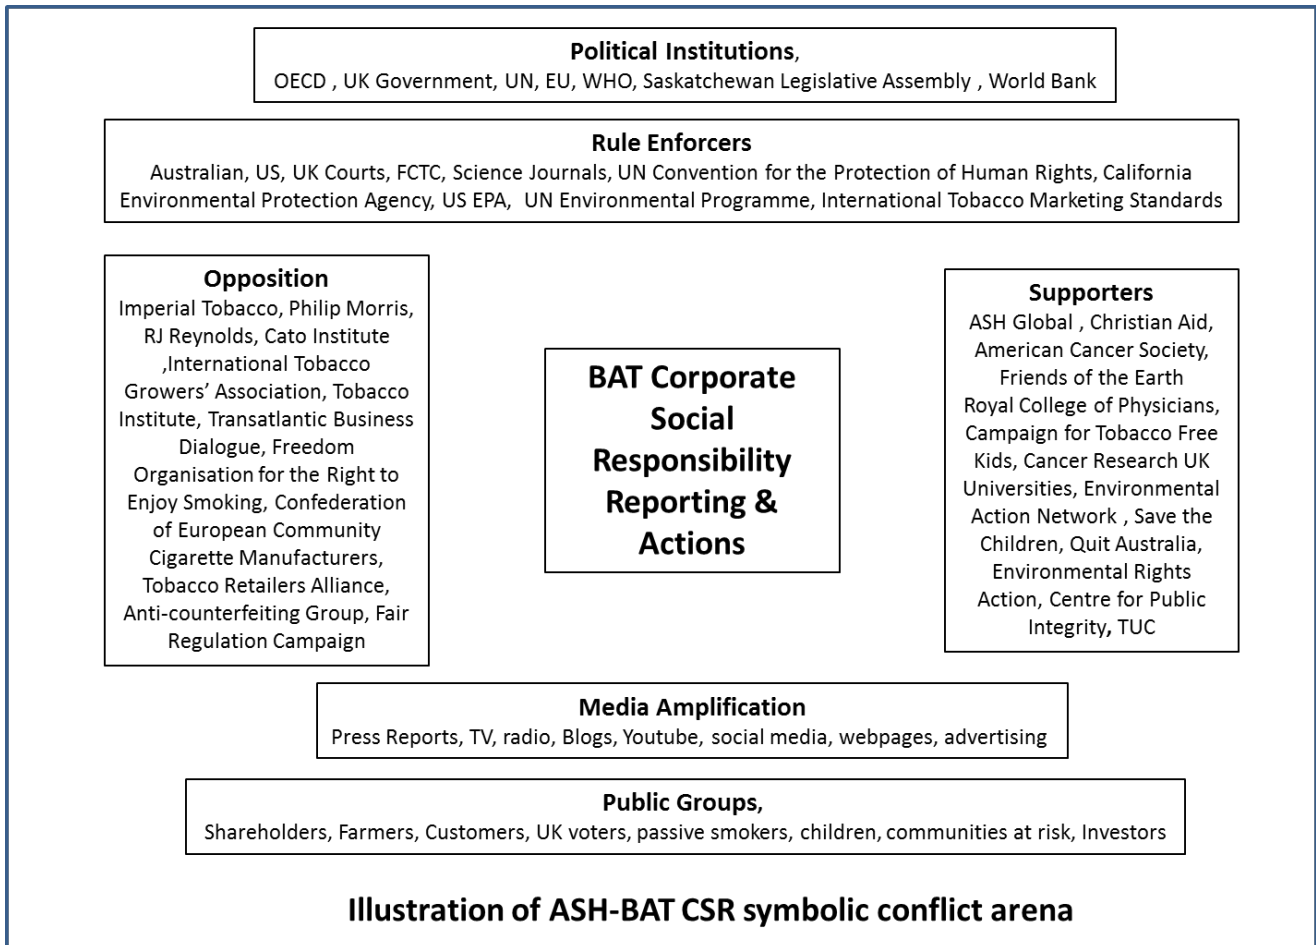 Political Institutions,
OECD , UK Government, UN, EU, WHO, Saskatchewan Legislative Assembly , World Bank
Rule Enforcers
Australian, US, UK Courts, FCTC, Science Journals, UN Convention for the Protection of Human Rights, California
Environmental Protection Agency, US EPA, UN Environmental Programme, International Tobacco Marketing Standards
Opposition
Imperial Tobacco, Philip Morris,
RJ Reynolds, Cato Institute
,International Tobacco
Growers’ Association, Tobacco
Institute, Transatlantic Business
Dialogue, Freedom
Organisation for the Right to
Enjoy Smoking, Confederation
of European Community
Cigarette Manufacturers,
Tobacco Retailers Alliance,
Anti-counterfeiting Group, Fair
Regulation Campaign
BAT Corporate
Social
Responsibility
Reporting &
Actions
Supporters
ASH Global , Christian Aid,
American Cancer Society,
Friends of the Earth
Royal College of Physicians,
Campaign for Tobacco Free
Kids, Cancer Research UK
Universities, Environmental
Action Network , Save the
Children, Quit Australia,
Environmental Rights
Action, Centre for Public
Integrity, TUC
Media Amplification
Press Reports, TV, radio, Blogs, Youtube, social media, webpages, advertising
Public Groups,
Shareholders, Farmers, Customers, UK voters, passive smokers, children, communities at risk, Investors
Illustration of ASH-BAT CSR symbolic conflict arena